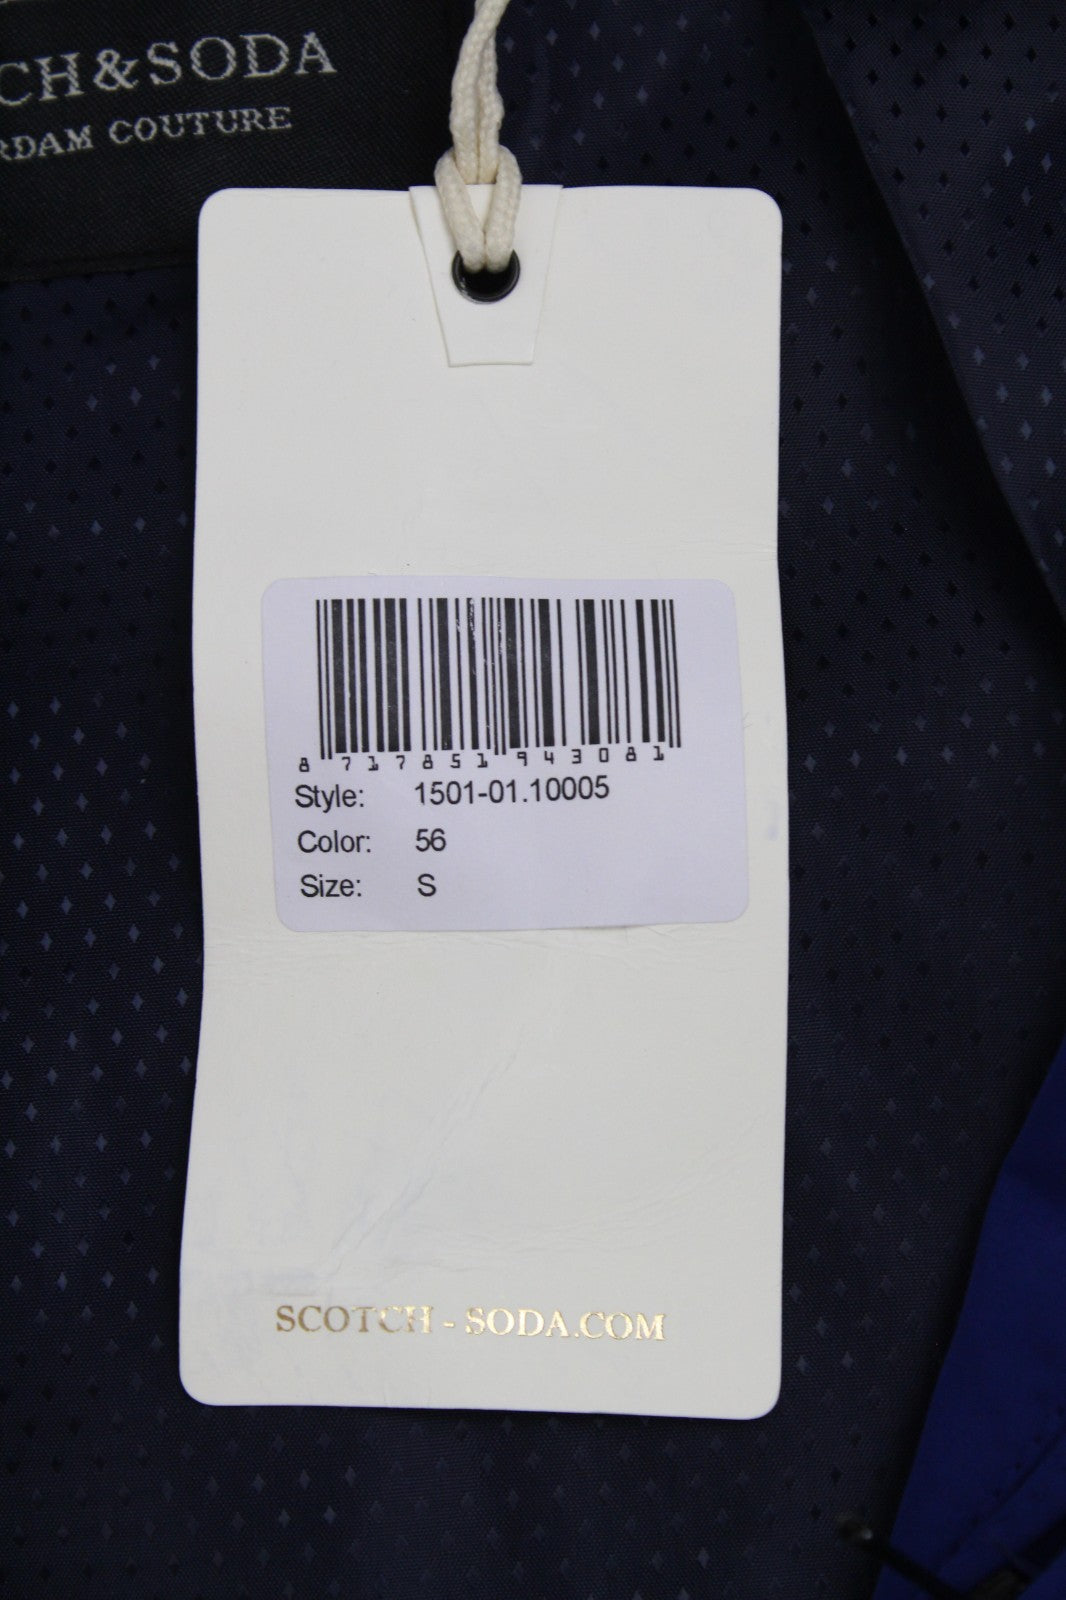 CH&SODA
RDAM COUTURE
8 717851 943081
Style: 1501-01.10005
Color: 56
Size: S
SCOTCH - SODA.COM